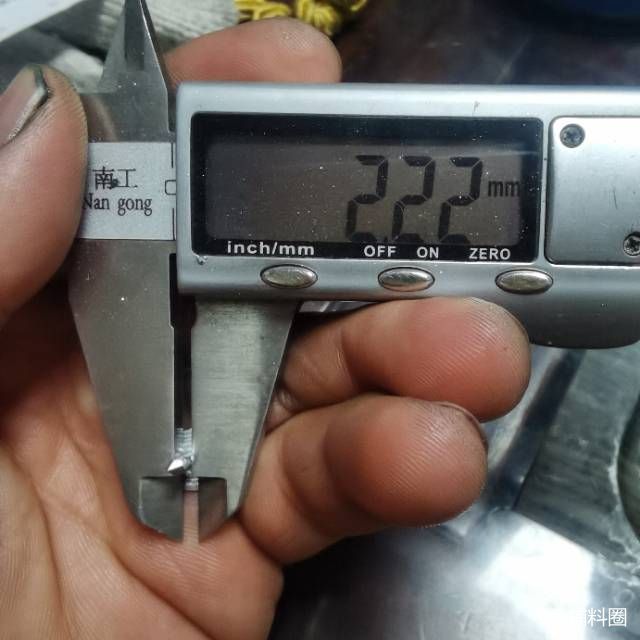 南工
Nan gong
2.22 mm
inch/mm
OFF ON ZERO
料圈